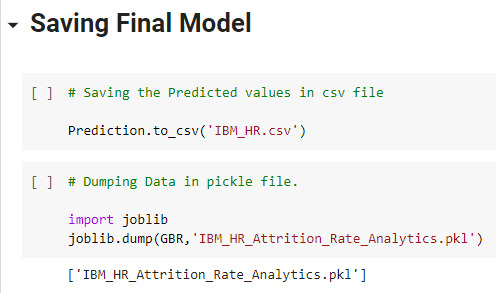 Saving Final Model
[ ] # Saving the Predicted values in csv file
Prediction.to_csv('IBM_HR.csv')
[ ] # Dumping Data in pickle file.
import joblib
joblib.dump(GBR,'IBM_HR_Attrition_Rate_Analytics.pkl')
['IBM_HR_Attrition_Rate_Analytics.pkl']